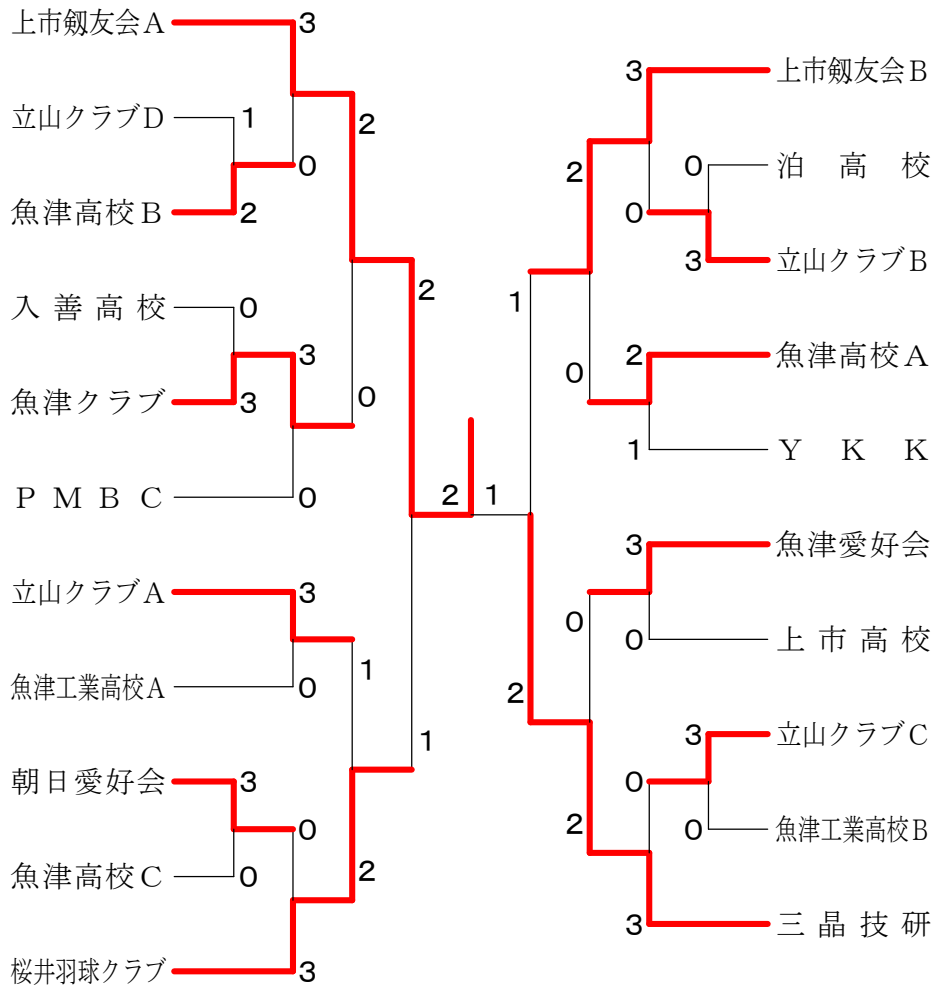 上市剱友会A 3
立山クラブD 1
2
0
魚津高校B 2
入善高校 0
2
3
魚津クラブ 3
0
PMBC 0
2
立山クラブA 3
1
魚津工業高校A 0
1
朝日愛好会 3
0
魚津高校C 0
2
桜井羽球クラブ 3
3 上市剱友会B
2
0 泊高校
0
3 立山クラブB
1
2 魚津高校A
0
1 YKK
1
3 魚津愛好会
0
0 上市高校
2
3 立山クラブC
0
2
0 魚津工業高校B
3 三晶技研